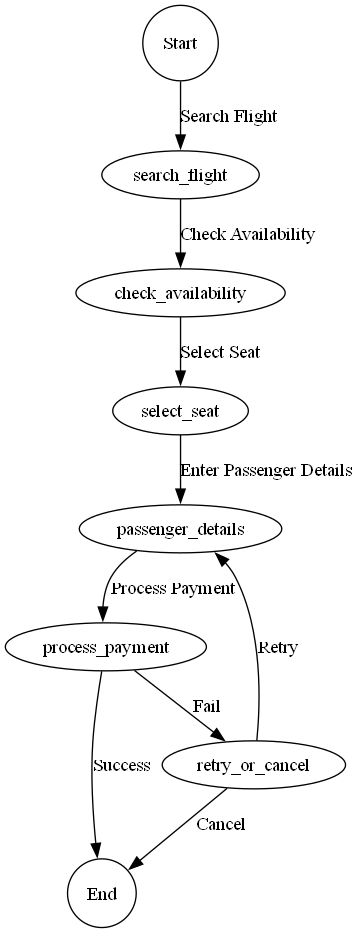 Start
Search Flight
search_flight
Check Availability
check_availability
Select Seat
select_seat
Enter Passenger Details
passenger_details
Process Payment
process_payment
Retry
Fail
retry_or_cancel
Success
Cancel
End